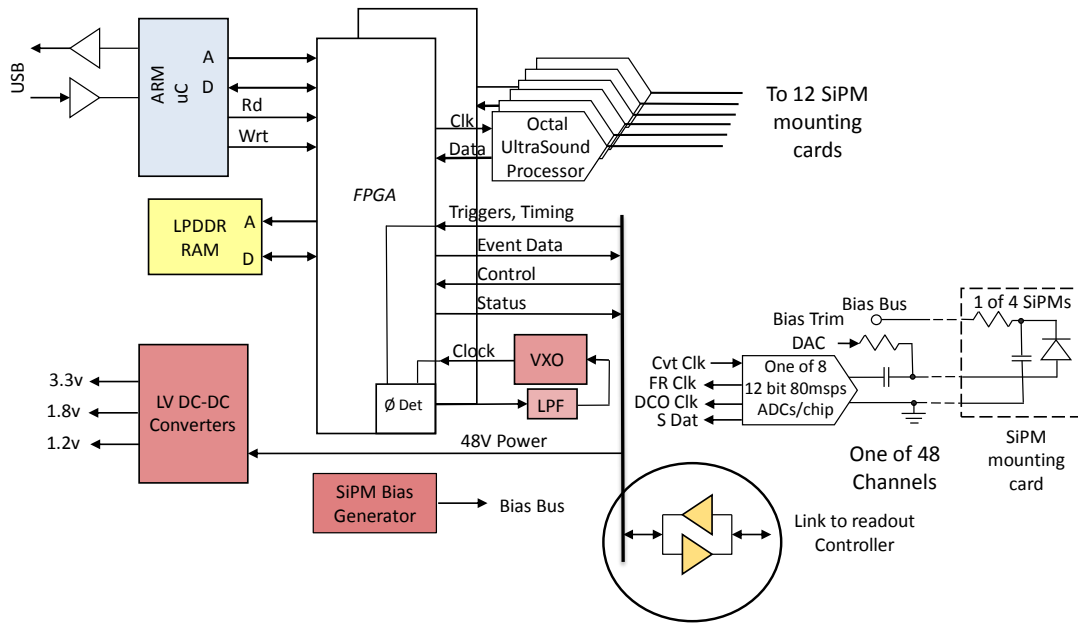 USB
ARM
uC
A
D
Rd
Wrt
FPGA
Clk
Data
Octal
UltraSound
Processor
To 12 SiPM
mounting
cards
LPDDR
RAM
A
D
Triggers, Timing
Event Data
Control
Status
Clock
VXO
LPF
Ø Det
3.3v
1.8v
1.2v
LV DC-DC
Converters
48V Power
SiPM Bias
Generator
Bias Bus
Link to readout
Controller
Bias Bus
Bias Trim
DAC
1 of 4 SiPMs
Cvt Clk
FR Clk
DCO Clk
S Dat
One of 8
12 bit 80msps
ADCs/chip
One of 48
Channels
SiPM
mounting
card